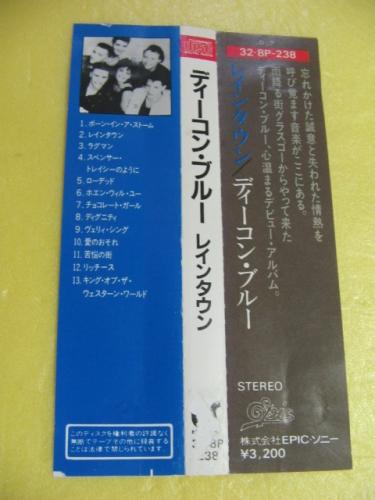 1. ボーン・イン・ア・ストーム
2. レインタウン
3. ラグマン
4. スペンサー・
トレイシーのように
5. ローデッド
6. ホエン・ウィル・ユー
7. チョコレート・ガール
8. ディグニティ
9. ヴェリィ・シング
10. 愛のおそれ
11. 苦悩の街
12. リッチース
13. キング・オブ・ザ・
ウェスターン・ワールド
このディスクを権利者の許諾なく
無断でテープその他に録音する
ことは法律で禁じられています。
ディーコン・ブルー レインタウン
32・8P-238
忘れかけた誠意と失われた情熱を
呼び覚ます音楽がここにある。
雨降る街グラスゴーからやって来た
ディーコン・ブルー、心温まるデビュー・アルバム。
レインタウン/ディーコン・ブルー
STEREO
Epic
株式会社EPIC・ソニー
¥3,200